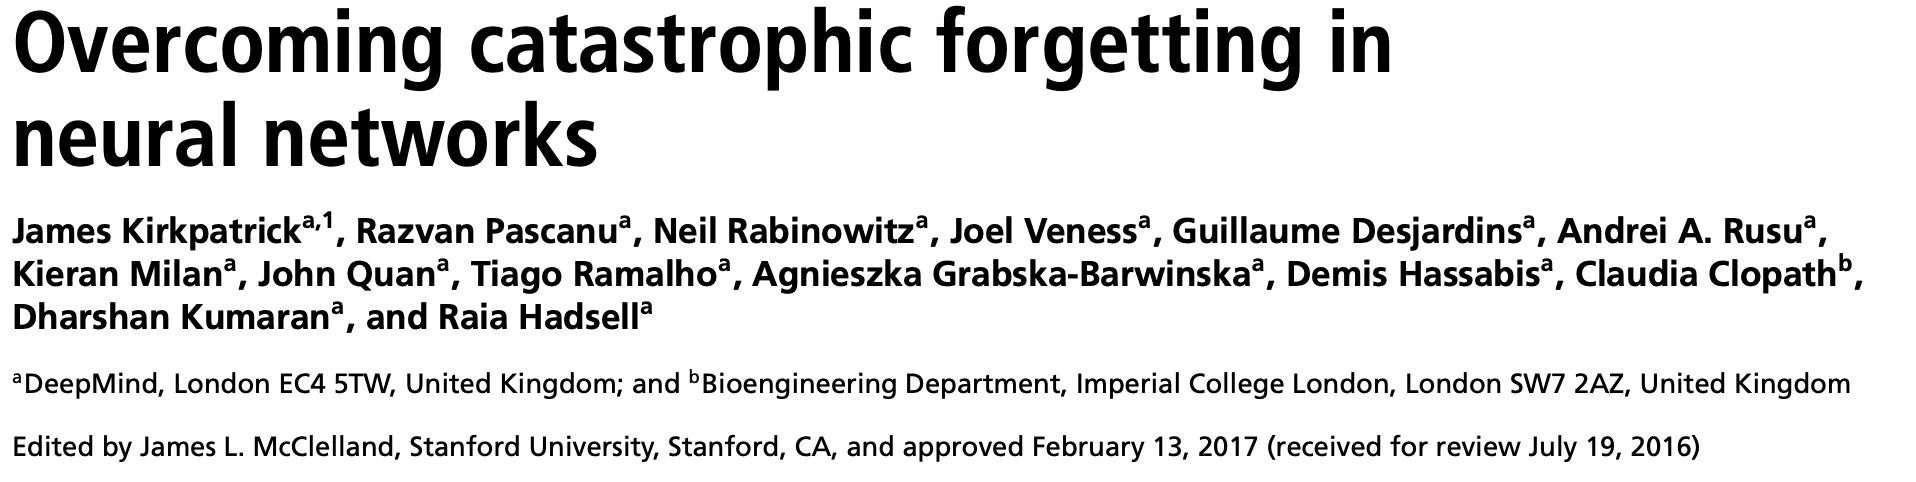 Overcoming catastrophic forgetting in
neural networks
James Kirkpatrick^a,1, Razvan Pascanu^a, Neil Rabinowitz^a, Joel Veness^a, Guillaume Desjardins^a, Andrei A. Rusu^a,
Kieran Milan^a, John Quan^a, Tiago Ramalho^a, Agnieszka Grabska-Barwinska^a, Demis Hassabis^a, Claudia Clopath^b,
Dharshan Kumaran^a, and Raia Hadsell^a
^aDeepMind, London EC4 5TW, United Kingdom; and ^bBioengineering Department, Imperial College London, London SW7 2AZ, United Kingdom
Edited by James L. McClelland, Stanford University, Stanford, CA, and approved February 13, 2017 (received for review July 19, 2016)